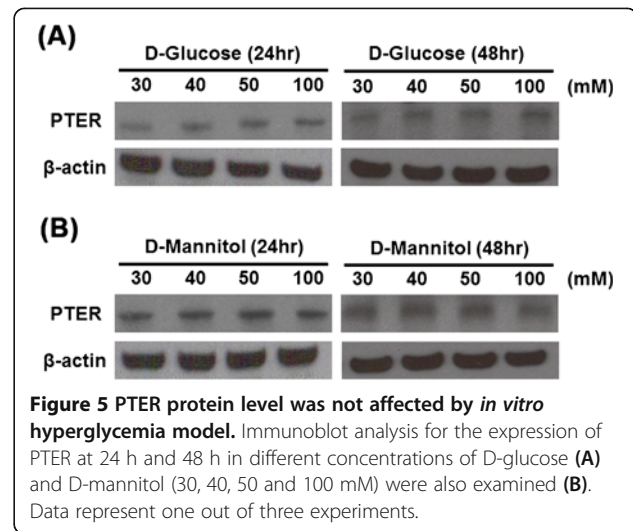 (A)
D-Glucose (24hr) D-Glucose (48hr)
30 40 50 100 30 40 50 100 (mM)
PTER
β-actin
(B)
D-Mannitol (24hr) D-Mannitol (48hr)
30 40 50 100 30 40 50 100 (mM)
PTER
β-actin
Figure 5 PTER protein level was not affected by in vitro
hyperglycemia model. Immunoblot analysis for the expression of
PTER at 24 h and 48 h in different concentrations of D-glucose (A)
and D-mannitol (30, 40, 50 and 100 mM) were also examined (B).
Data represent one out of three experiments.